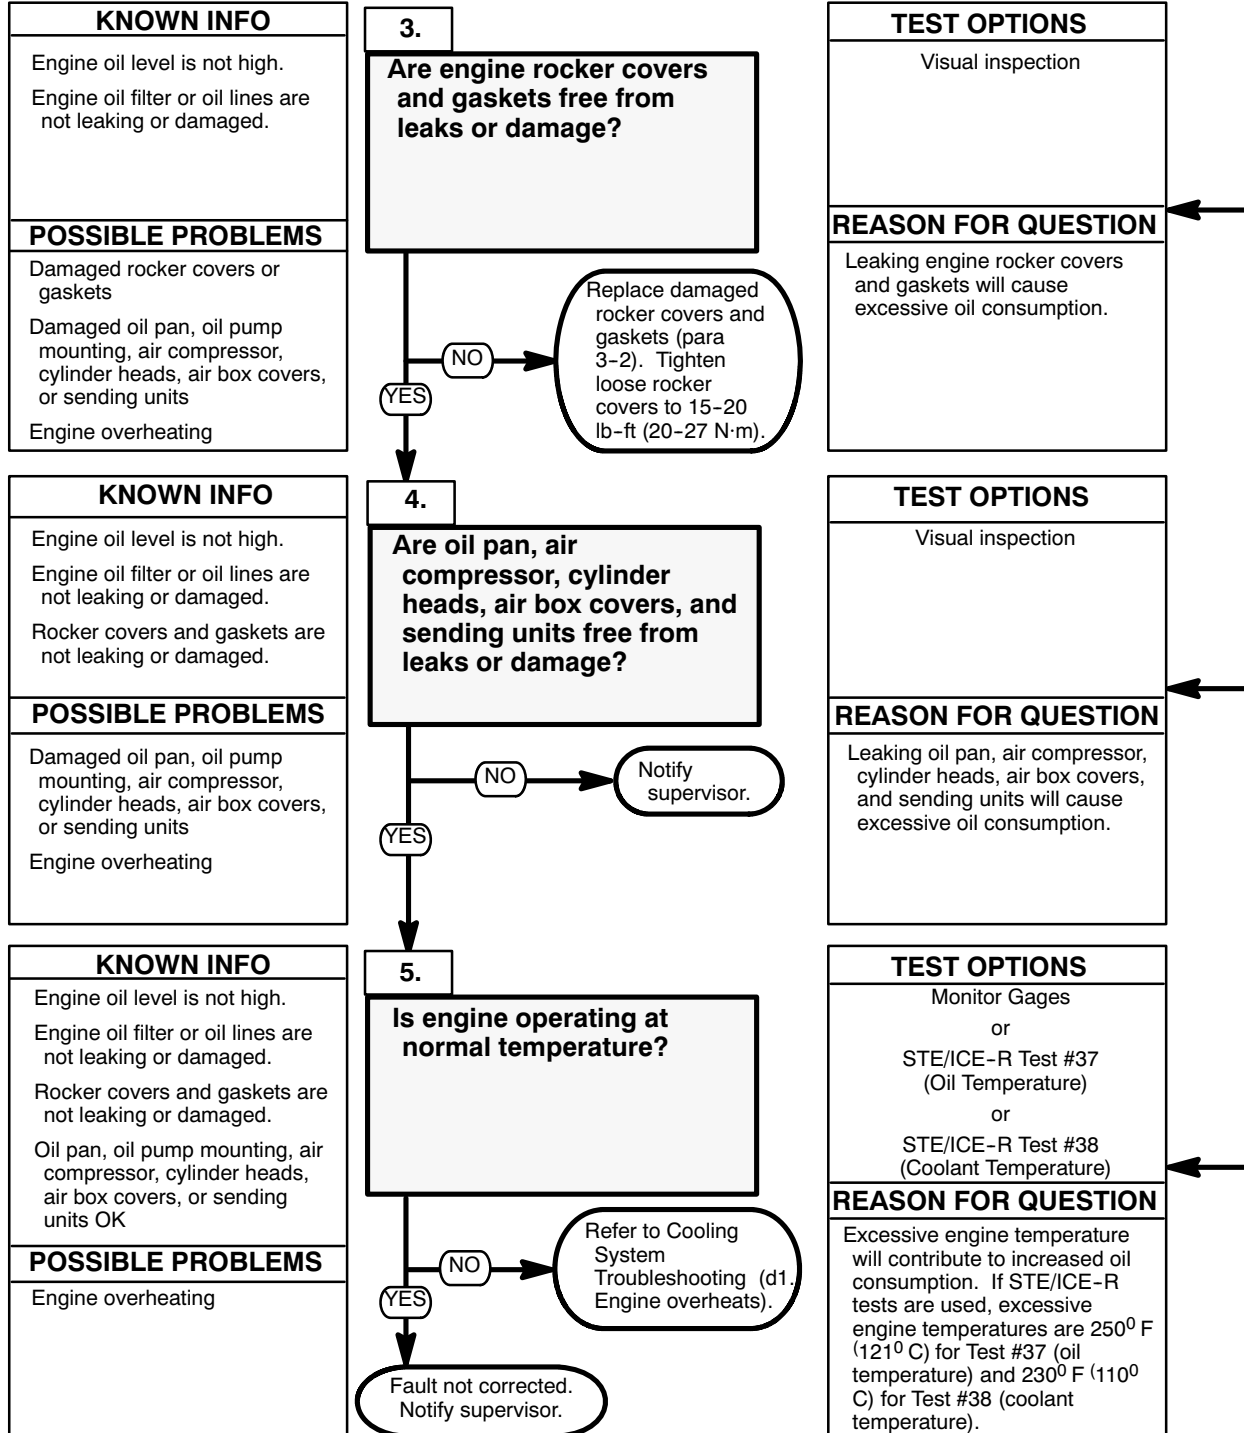 KNOWN INFO
Engine oil level is not high.
Engine oil filter or oil lines are
not leaking or damaged.
POSSIBLE PROBLEMS
Damaged rocker covers or
gaskets
Damaged oil pan, oil pump
mounting, air compressor,
cylinder heads, air box covers,
or sending units
Engine overheating
3.
Are engine rocker covers
and gaskets free from
leaks or damage?
NO
Replace damaged
rocker covers and
gaskets (para
3-2). Tighten
loose rocker
covers to 15-20
lb-ft (20-27 N·m).
YES
TEST OPTIONS
Visual inspection
REASON FOR QUESTION
Leaking engine rocker covers
and gaskets will cause
excessive oil consumption.
KNOWN INFO
Engine oil level is not high.
Engine oil filter or oil lines are
not leaking or damaged.
Rocker covers and gaskets are
not leaking or damaged.
POSSIBLE PROBLEMS
Damaged oil pan, oil pump
mounting, air compressor,
cylinder heads, air box covers,
or sending units
Engine overheating
4.
Are oil pan, air
compressor, cylinder
heads, air box covers, and
sending units free from
leaks or damage?
NO
Notify
supervisor.
YES
TEST OPTIONS
Visual inspection
REASON FOR QUESTION
Leaking oil pan, air compressor,
cylinder heads, air box covers,
and sending units will cause
excessive oil consumption.
KNOWN INFO
Engine oil level is not high.
Engine oil filter or oil lines are
not leaking or damaged.
Rocker covers and gaskets are
not leaking or damaged.
Oil pan, oil pump mounting, air
compressor, cylinder heads,
air box covers, or sending
units OK
POSSIBLE PROBLEMS
Engine overheating
5.
Is engine operating at
normal temperature?
NO
Refer to Cooling
System
Troubleshooting (d1.
Engine overheats).
YES
Fault not corrected.
Notify supervisor.
TEST OPTIONS
Monitor Gages
or
STE/ICE-R Test #37
(Oil Temperature)
or
STE/ICE-R Test #38
(Coolant Temperature)
REASON FOR QUESTION
Excessive engine temperature
will contribute to increased oil
consumption. If STE/ICE-R
tests are used, excessive
engine temperatures are 250⁰ F
(121⁰ C) for Test #37 (oil
temperature) and 230⁰ F (110⁰
C) for Test #38 (coolant
temperature).